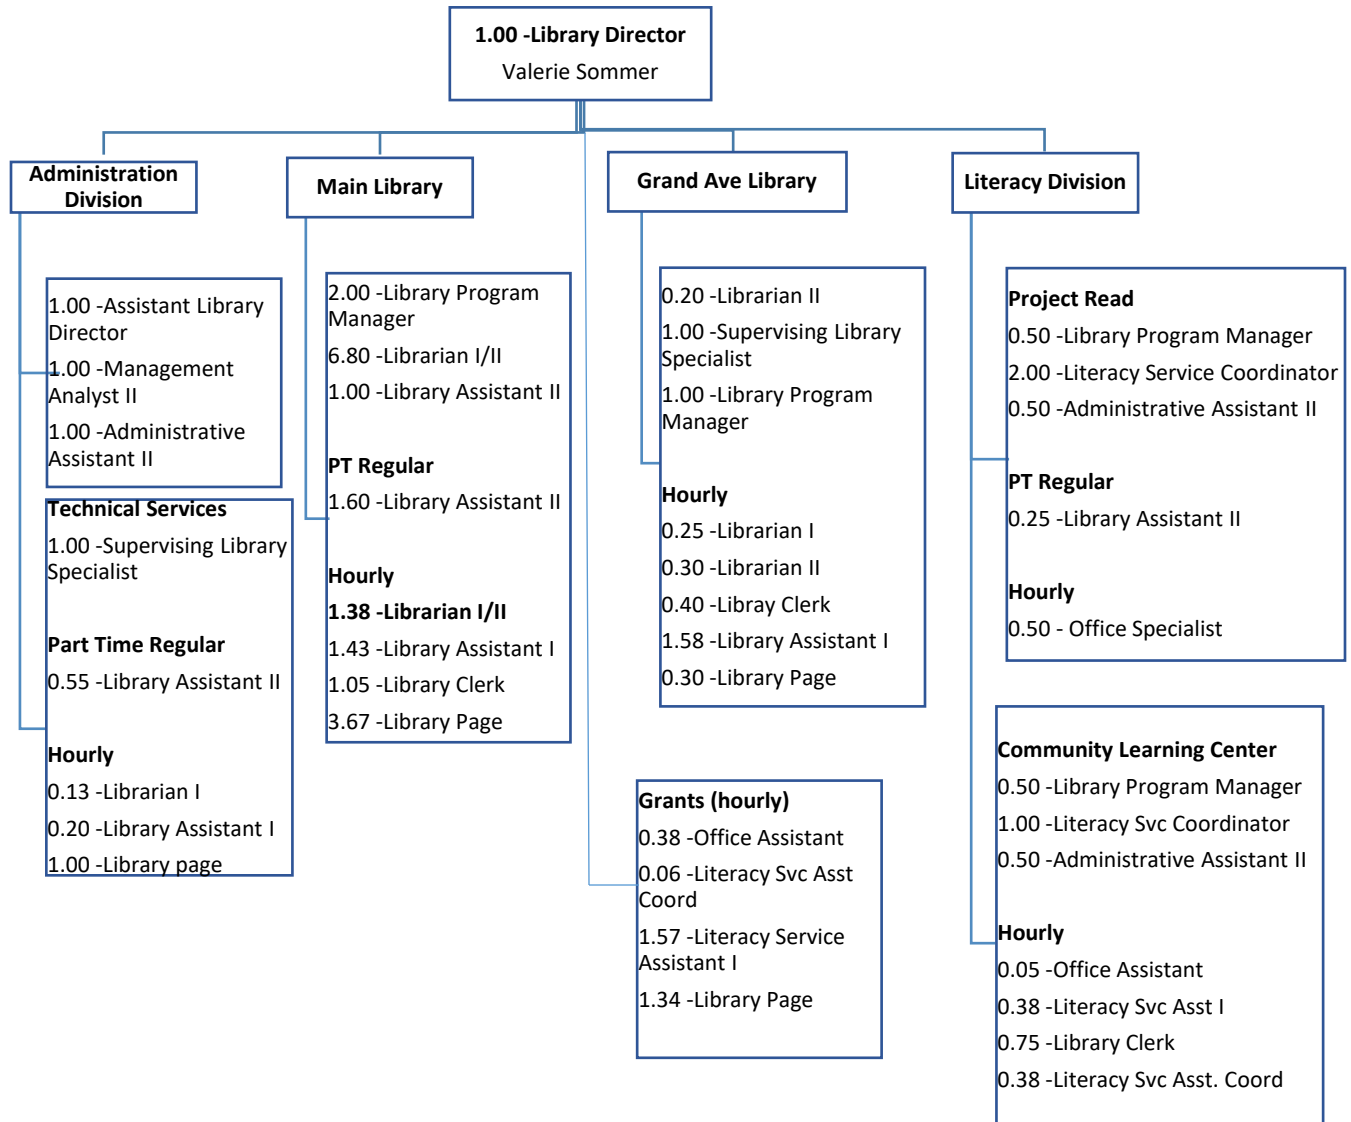 1.00 -Library Director
Valerie Sommer
Administration
Division
Main Library
Grand Ave Library
Literacy Division
1.00 -Assistant Library
Director
1.00 -Management
Analyst II
1.00 -Administrative
Assistant II
Technical Services
1.00 -Supervising Library
Specialist
Part Time Regular
0.55 -Library Assistant II
Hourly
0.13 -Librarian I
0.20 -Library Assistant I
1.00 -Library page
2.00 -Library Program
Manager
6.80 -Librarian I/II
1.00 -Library Assistant II
PT Regular
1.60 -Library Assistant II
Hourly
1.38 -Librarian I/II
1.43 -Library Assistant I
1.05 -Library Clerk
3.67 -Library Page
0.20 -Librarian II
1.00 -Supervising Library
Specialist
1.00 -Library Program
Manager
Hourly
0.25 -Librarian I
0.30 -Librarian II
0.40 -Libray Clerk
1.58 -Library Assistant I
0.30 -Library Page
Grants (hourly)
0.38 -Office Assistant
0.06 -Literacy Svc Asst
Coord
1.57 -Literacy Service
Assistant I
1.34 -Library Page
Project Read
0.50 -Library Program Manager
2.00 -Literacy Service Coordinator
0.50 -Administrative Assistant II
PT Regular
0.25 -Library Assistant II
Hourly
0.50 - Office Specialist
Community Learning Center
0.50 -Library Program Manager
1.00 -Literacy Svc Coordinator
0.50 -Administrative Assistant II
Hourly
0.05 -Office Assistant
0.38 -Literacy Svc Asst I
0.75 -Library Clerk
0.38 -Literacy Svc Asst. Coord